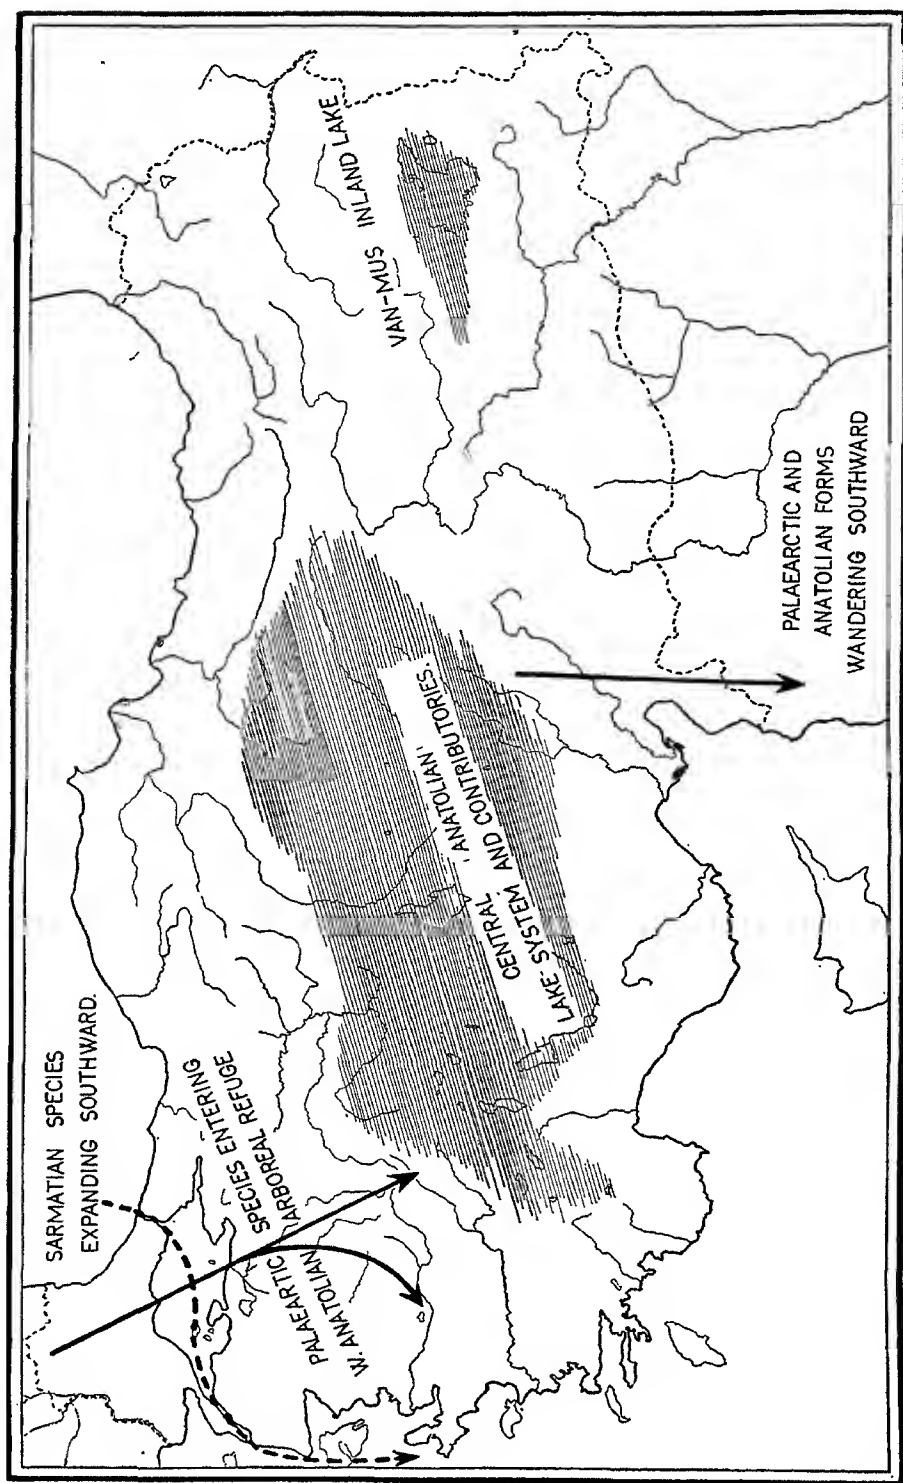 SARMATIAN SPECIES
EXPANDING SOUTHWARD.
PALAEARTIC SPECIES ENTERING
W. ANATOLIAN ARBOREAL REFUGE
CENTRAL 'ANATOLIAN'
LAKE-SYSTEM AND CONTRIBUTORIES.
VAN-MUS INLAND LAKE
PALAEARCTIC AND
ANATOLIAN FORMS
WANDERING SOUTHWARD